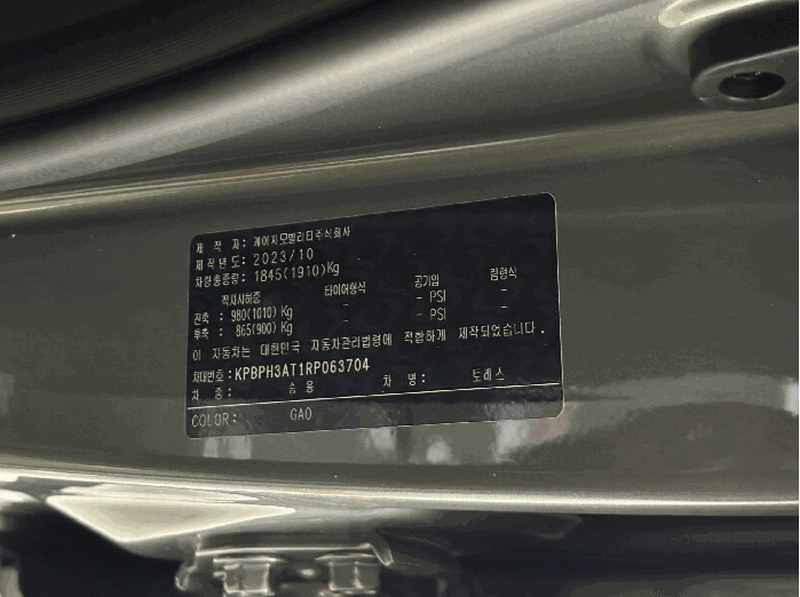 제 작 자: 케이지모빌리티주식회사
제작년도: 2023/10
차량총중량: 1845(1910)Kg
적차시하중 타이어형식 공기압 림형식
전축 : 980(1010) Kg - - PSI -
후축 : 865(900) Kg - - PSI -
이 자동차는 대한민국 자동차관리법령에 적합하게 제작되었습니다.
차대번호: KPBPH3AT1RP063704
차 종: 승 용 차 명: 토레스
COLOR: GAO